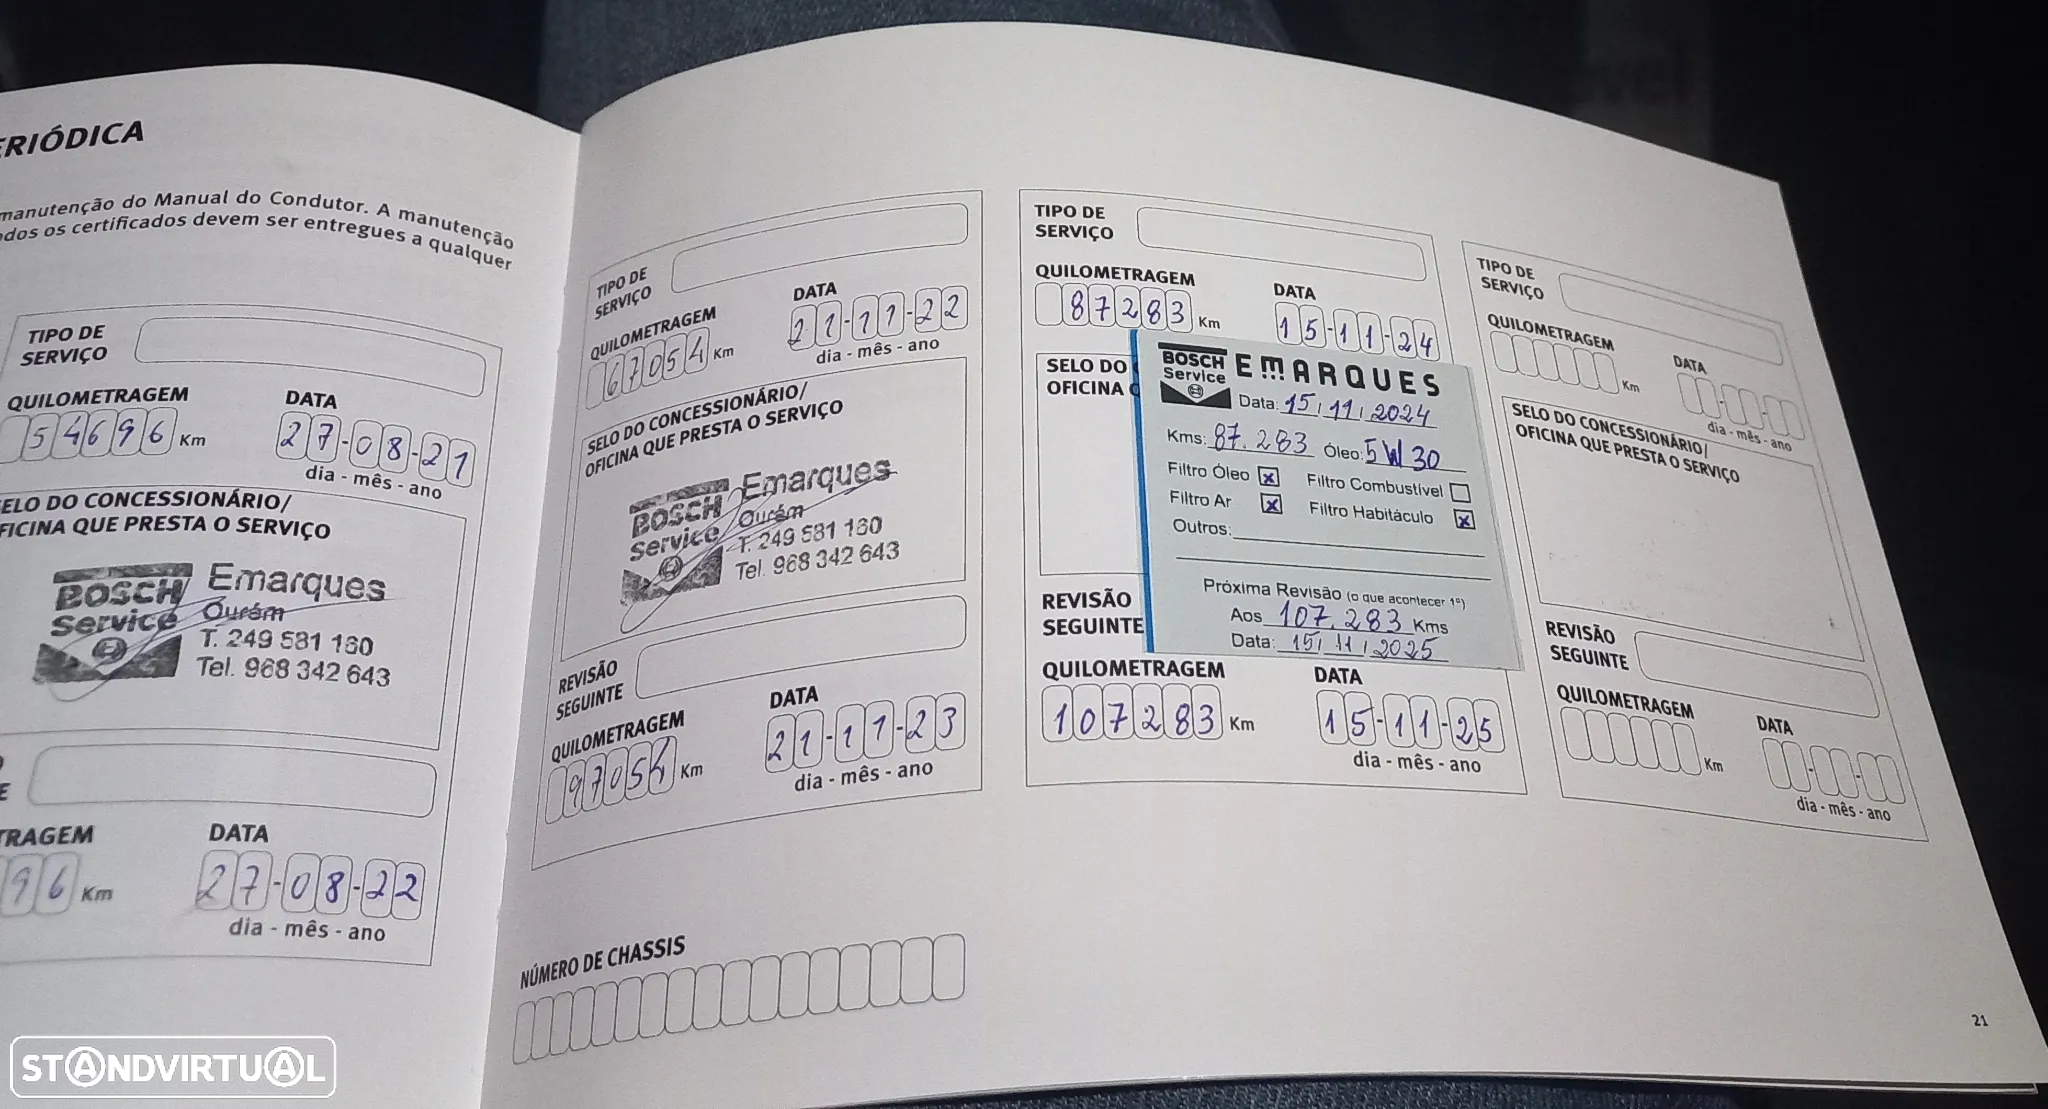 ERIÓDICA
manutenção do Manual do Condutor. A manutenção
odos os certificados devem ser entregues a qualquer
TIPO DE
SERVIÇO
QUILOMETRAGEM
DATA
54696 Km
27-08-21
dia - mês - ano
SELO DO CONCESSIONÁRIO/
OFICINA QUE PRESTA O SERVIÇO
BOSCH
Service
Emarques
Ourém
T. 249 581 160
Tel. 968 342 643
TRAGEM
DATA
96 Km
27-08-22
dia - mês - ano
TIPO DE
SERVIÇO
QUILOMETRAGEM
DATA
67054 Km
21-11-22
dia - mês - ano
SELO DO CONCESSIONÁRIO/
OFICINA QUE PRESTA O SERVIÇO
BOSCH
Service
Emarques
Ourém
T. 249 581 160
Tel. 968 342 643
REVISÃO
SEGUINTE
QUILOMETRAGEM
DATA
97054 Km
21-11-23
dia - mês - ano
NÚMERO DE CHASSIS
TIPO DE
SERVIÇO
QUILOMETRAGEM
DATA
87283 Km
15-11-24
SELO DO
OFICINA
BOSCH
Service
EMARQUES
Data: 15/11/2024
Kms: 87.283 Óleo: 5W30
Filtro Óleo x Filtro Combustível
Filtro Ar x Filtro Habitáculo x
Outros:
Próxima Revisão (o que acontecer 1º)
Aos 107.283 Kms
Data: 15/11/2025
REVISÃO
SEGUINTE
QUILOMETRAGEM
DATA
107283 Km
15-11-25
dia - mês - ano
TIPO DE
SERVIÇO
QUILOMETRAGEM
DATA
Km
dia - mês - ano
SELO DO CONCESSIONÁRIO/
OFICINA QUE PRESTA O SERVIÇO
REVISÃO
SEGUINTE
QUILOMETRAGEM
DATA
Km
dia - mês - ano
21
STANDVIRTUAL